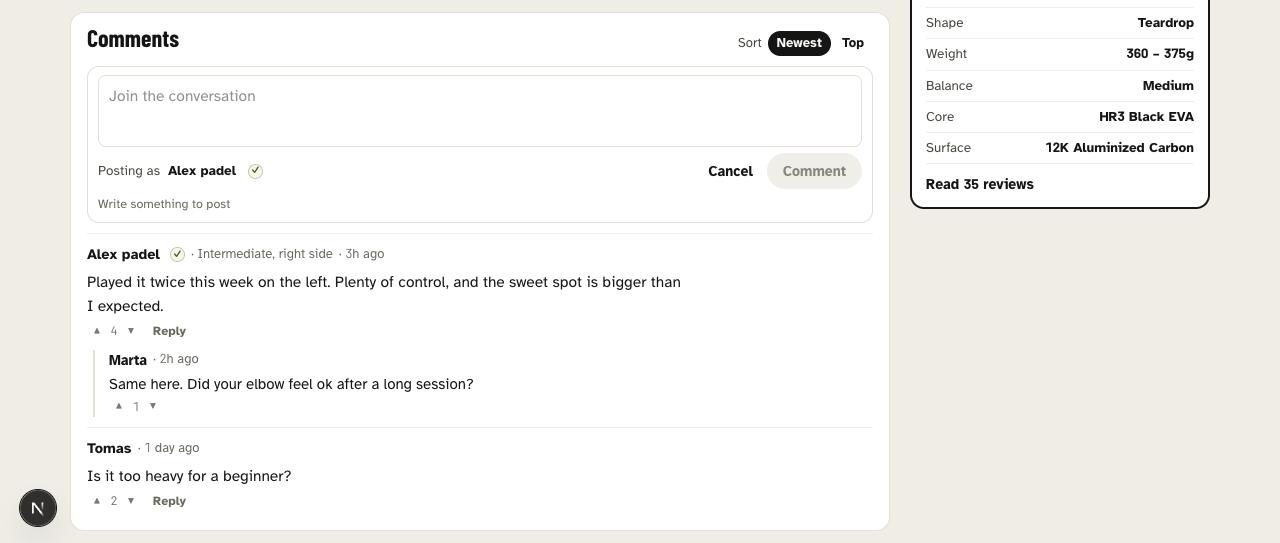 Comments
Sort Newest Top
Join the conversation
Posting as Alex padel
Cancel Comment
Write something to post
Alex padel · Intermediate, right side · 3h ago
Played it twice this week on the left. Plenty of control, and the sweet spot is bigger than
I expected.
▲ 4 ▼ Reply
Marta · 2h ago
Same here. Did your elbow feel ok after a long session?
▲ 1 ▼
Tomas · 1 day ago
Is it too heavy for a beginner?
▲ 2 ▼ Reply
N
Shape Teardrop
Weight 360 – 375g
Balance Medium
Core HR3 Black EVA
Surface 12K Aluminized Carbon
Read 35 reviews